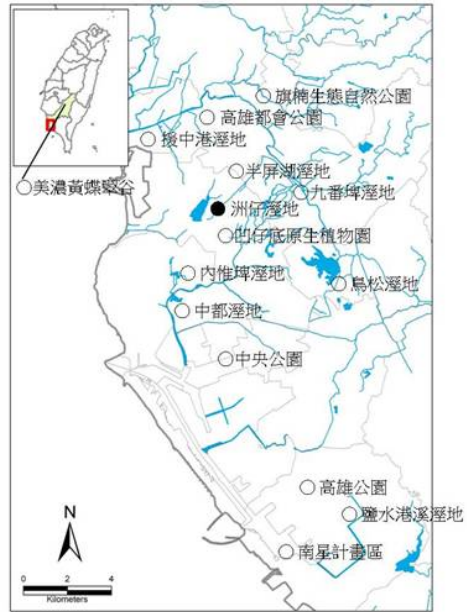 旗楠生態自然公園
高雄都會公園
援中港溼地
半屏湖溼地
美濃黃蝶翠谷
九番埤溼地
洲仔溼地
凹仔底原生植物園
內惟埤溼地
鳥松溼地
中都溼地
中央公園
高雄公園
鹽水港溪溼地
南星計畫區
N
0 2 4
Kilometers